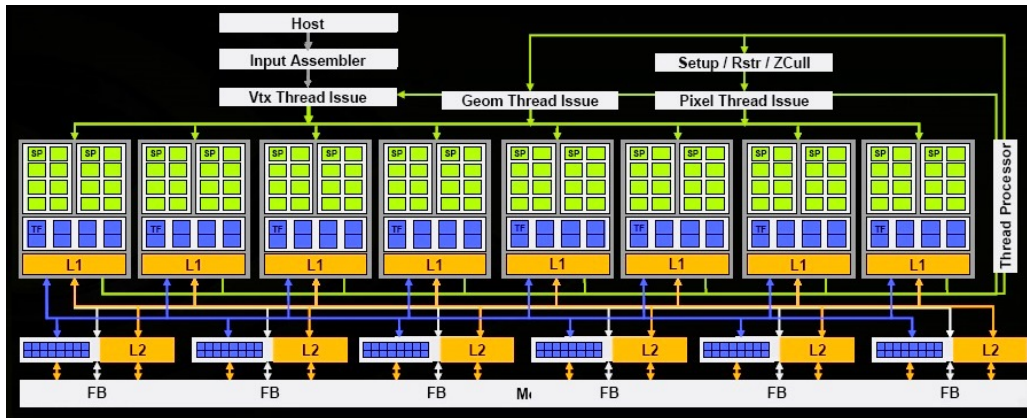 Host
Input Assembler
Setup / Rstr / ZCull
Vtx Thread Issue
Geom Thread Issue
Pixel Thread Issue
Thread Processor
SP SP SP SP SP SP SP SP SP SP SP SP SP SP SP SP
TF TF TF TF TF TF TF TF
L1 L1 L1 L1 L1 L1 L1 L1
L2 L2 L2 L2 L2 L2
FB FB FB FB FB FB